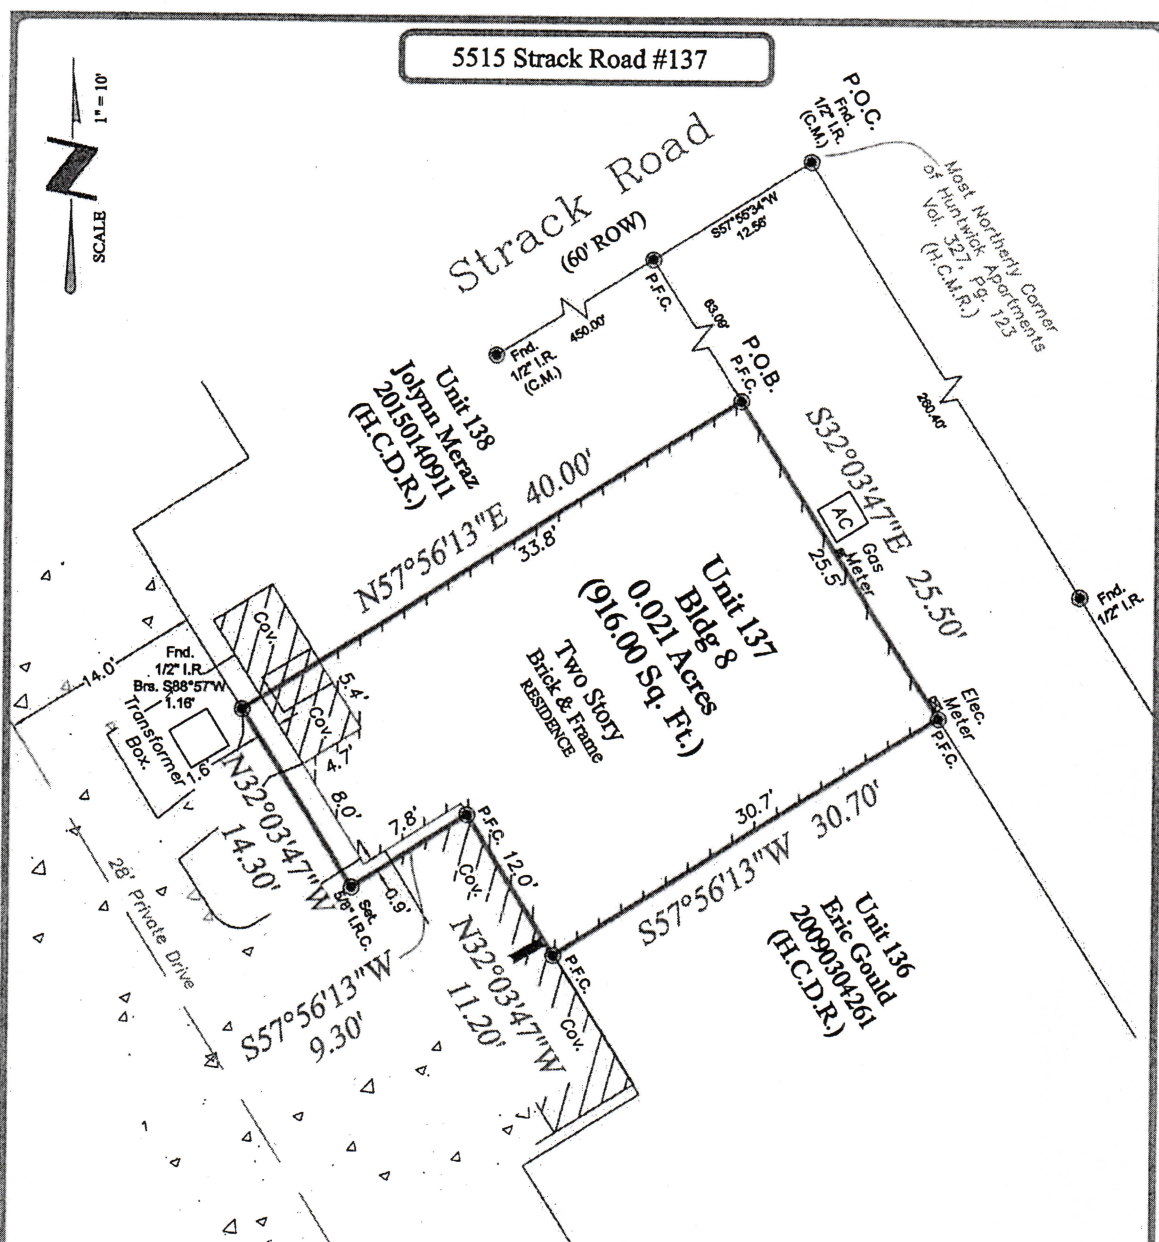 5515 Strack Road #137
1" = 10'
SCALE
P.O.C.
Fnd.
1/2" I.R.
(C.M.)
Most Northerly Corner
of Huntwick Apartments
Vol. 327, Pg. 123
(H.C.M.R.)
Strack Road
(60' ROW)
S57°55'34"W
12.56'
P.F.C.
450.00'
Fnd.
1/2" I.R.
(C.M.)
63.09'
P.O.B.
P.F.C.
260.40'
Fnd.
1/2" I.R.
Unit 138
Jolynn Meraz
20150140911
(H.C.D.R.)
N57°56'13"E 40.00'
33.8'
S32°03'47"E 25.50'
AC
Gas
Meter
25.5'
Unit 137
Bldg 8
0.021 Acres
(916.00 Sq. Ft.)
Two Story
Brick & Frame
RESIDENCE
Elec.
Meter
P.F.C.
Cov.
Cov.
5.4'
4.7'
14.0'
Fnd.
1/2" I.R.
Brs. S88°57'W
1.16'
Transformer
Box.
1.6'
8.0'
N32°03'47"W
14.30'
7.8'
P.F.C.
12.0'
Cov.
30.7'
S57°56'13"W 30.70'
Set.
5/8" I.R.C.
0.9'
28' Private Drive
S57°56'13"W
9.30'
N32°03'47"W
11.20'
P.F.C.
Cov.
Unit 136
Eric Gould
20090304261
(H.C.D.R.)